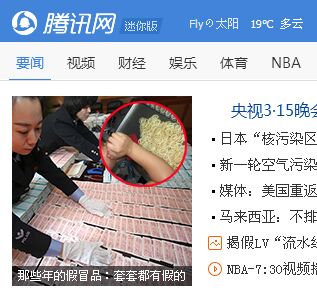 腾讯网 迷你版
Flyの太阳 19℃ 多云
要闻 视频 财经 娱乐 体育 NBA
央视3·15晚会
日本“核污染区
新一轮空气污染
媒体：美国重返
马来西亚：不排
揭假LV“流水线
NBA-7:30视频播
那些年的假冒品：套套都有假的